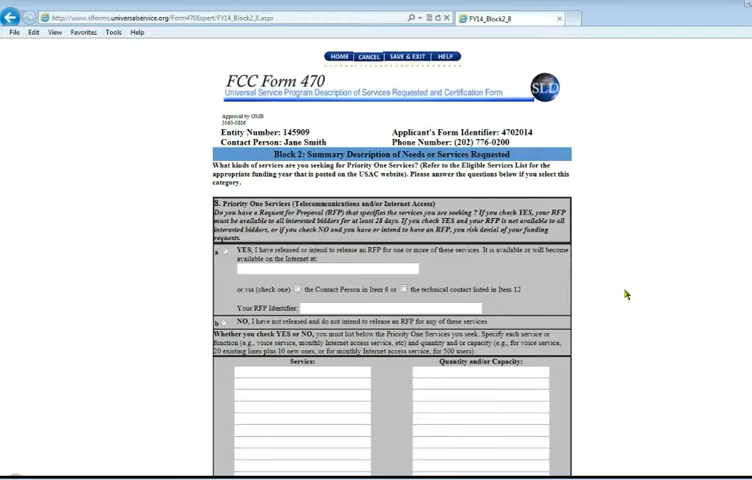 http://www.slforms.universalservice.org/Form470Expert/FY14_Block2_8.aspx
FY14_Block2_8
File Edit View Favorites Tools Help
HOME CANCEL SAVE & EXIT HELP
FCC Form 470
Universal Service Program Description of Services Requested and Certification Form
SLD
Approval by OMB
3060-0806
Entity Number: 145909 Applicant's Form Identifier: 4702014
Contact Person: Jane Smith Phone Number: (202) 776-0200
Block 2: Summary Description of Needs or Services Requested
What kinds of services are you seeking for Priority One Services? (Refer to the Eligible Services List for the
appropriate funding year that is posted on the USAC website). Please answer the questions below if you select this
category.
8. Priority One Services (Telecommunications and/or Internet Access)
Do you have a Request for Proposal (RFP) that specifies the services you are seeking ? If you check YES, your RFP
must be available to all interested bidders for at least 28 days. If you check YES and your RFP is not available to all
interested bidders, or if you check NO and you have or intend to have an RFP, you risk denial of your funding
requests.
a YES, I have released or intend to release an RFP for one or more of these services. It is available or will become
available on the Internet at:
or via (check one) the Contact Person in Item 6 or the technical contact listed in Item 12
Your RFP Identifier:
b NO, I have not released and do not intend to release an RFP for any of these services.
Whether you check YES or NO, you must list below the Priority One Services you seek. Specify each service or
function (e.g., voice service, monthly Internet access service, etc) and quantity and/or capacity (e.g., for voice service,
20 existing lines plus 10 new ones, or for monthly Internet access service, for 500 users).
Service: Quantity and/or Capacity: